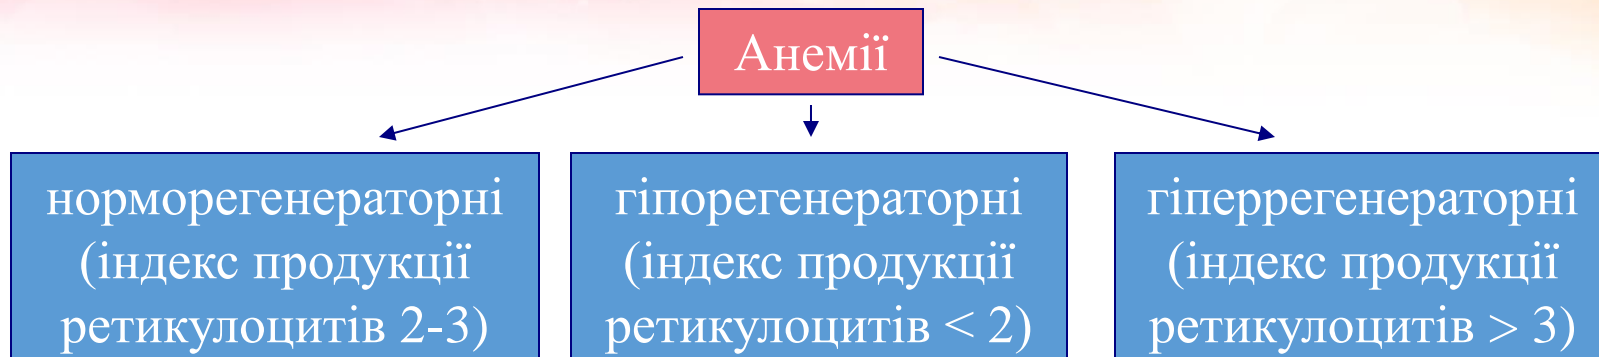 Анемії
норморегенераторні
(індекс продукції
ретикулоцитів 2-3)
гіпорегенераторні
(індекс продукції
ретикулоцитів < 2)
гіперрегенераторні
(індекс продукції
ретикулоцитів > 3)